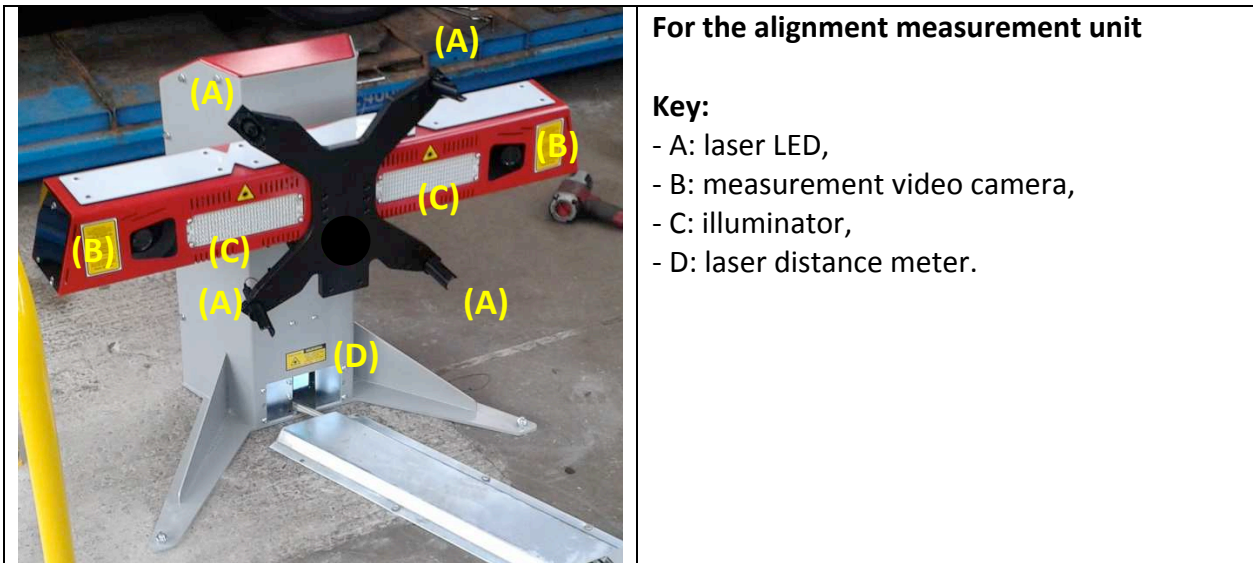 (A)
(A)
(B)
(C)
(B)
(C)
(A)
(A)
(D)
For the alignment measurement unit
Key:
- A: laser LED,
- B: measurement video camera,
- C: illuminator,
- D: laser distance meter.